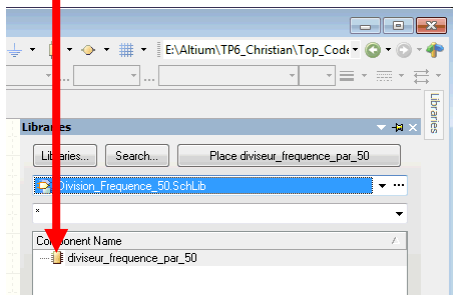 E:\Altium\TP6_Christian\Top_Code
Libraries
Libraries
Libraries... Search... Place diviseur_frequence_par_50
Division_Frequence_50.SchLib
*
Component Name
diviseur_frequence_par_50